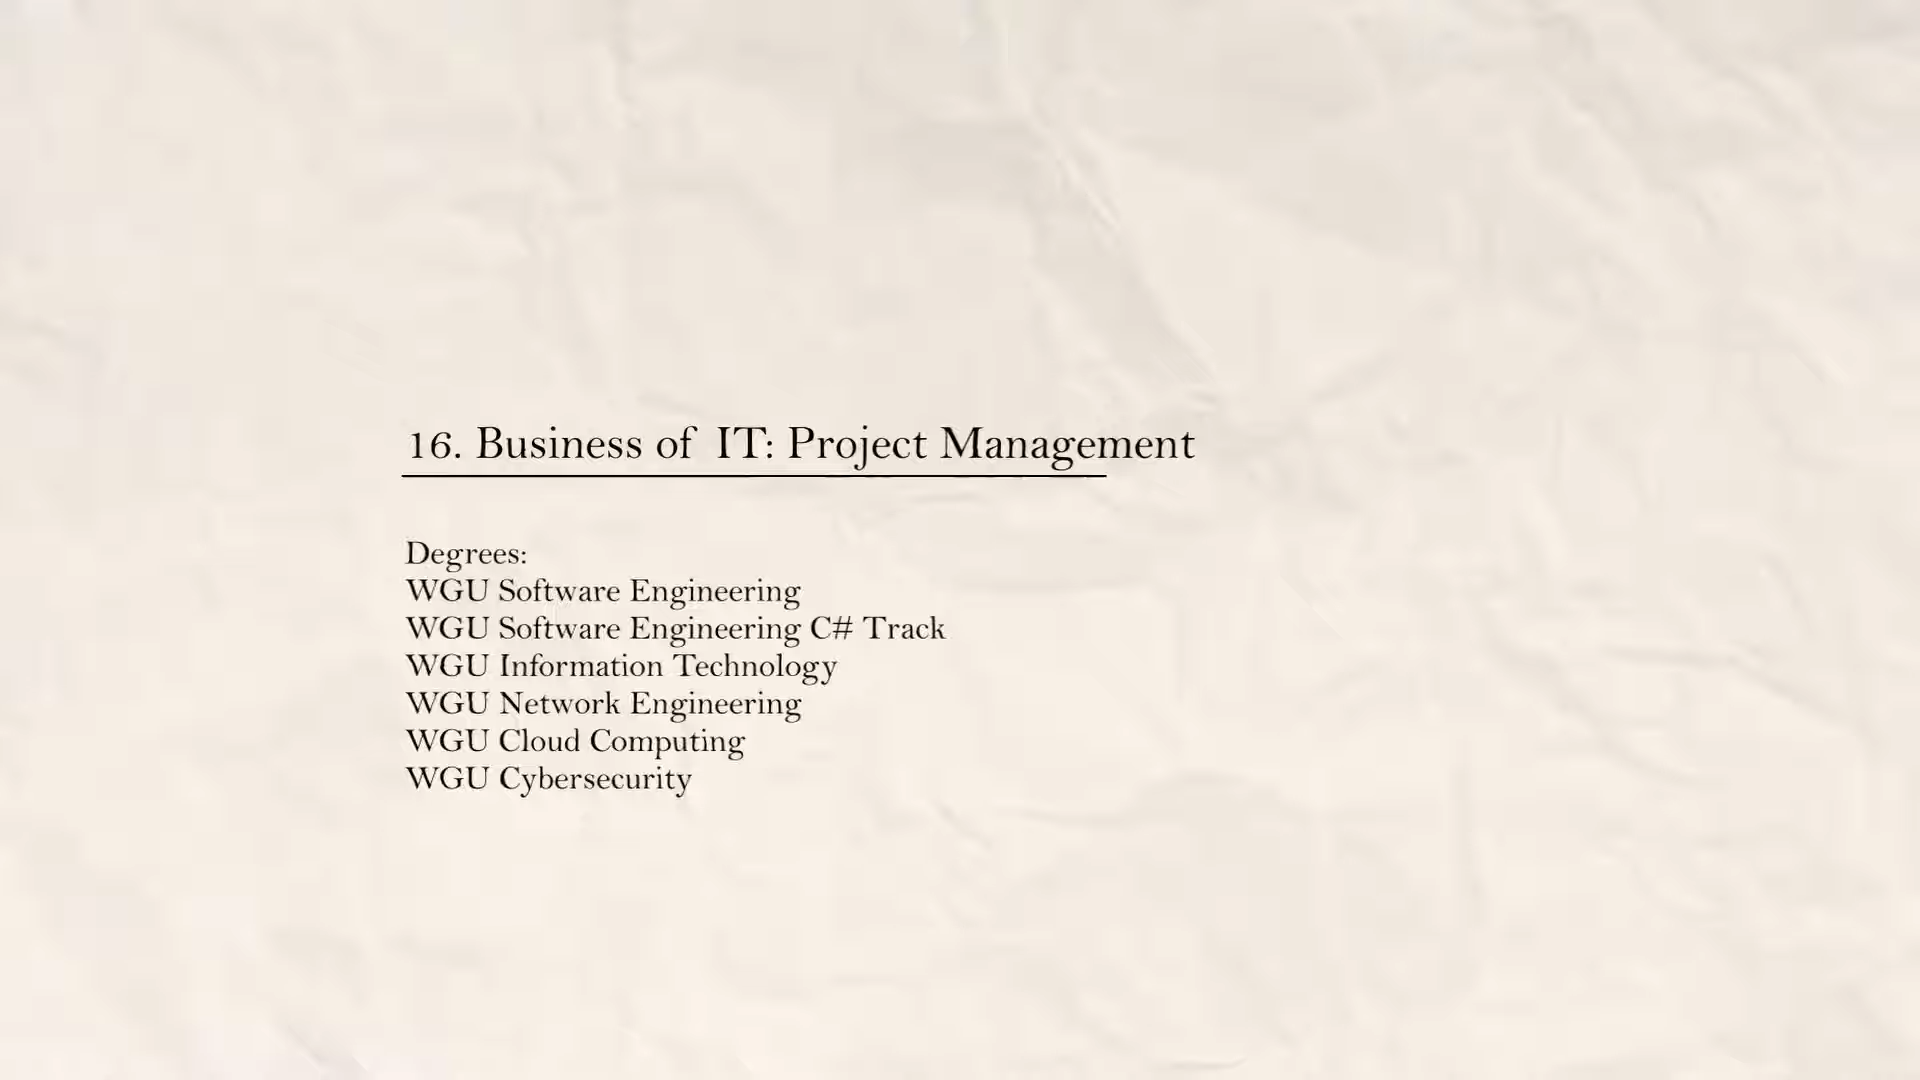 16. Business of IT: Project Management
Degrees:
WGU Software Engineering
WGU Software Engineering C# Track
WGU Information Technology
WGU Network Engineering
WGU Cloud Computing
WGU Cybersecurity